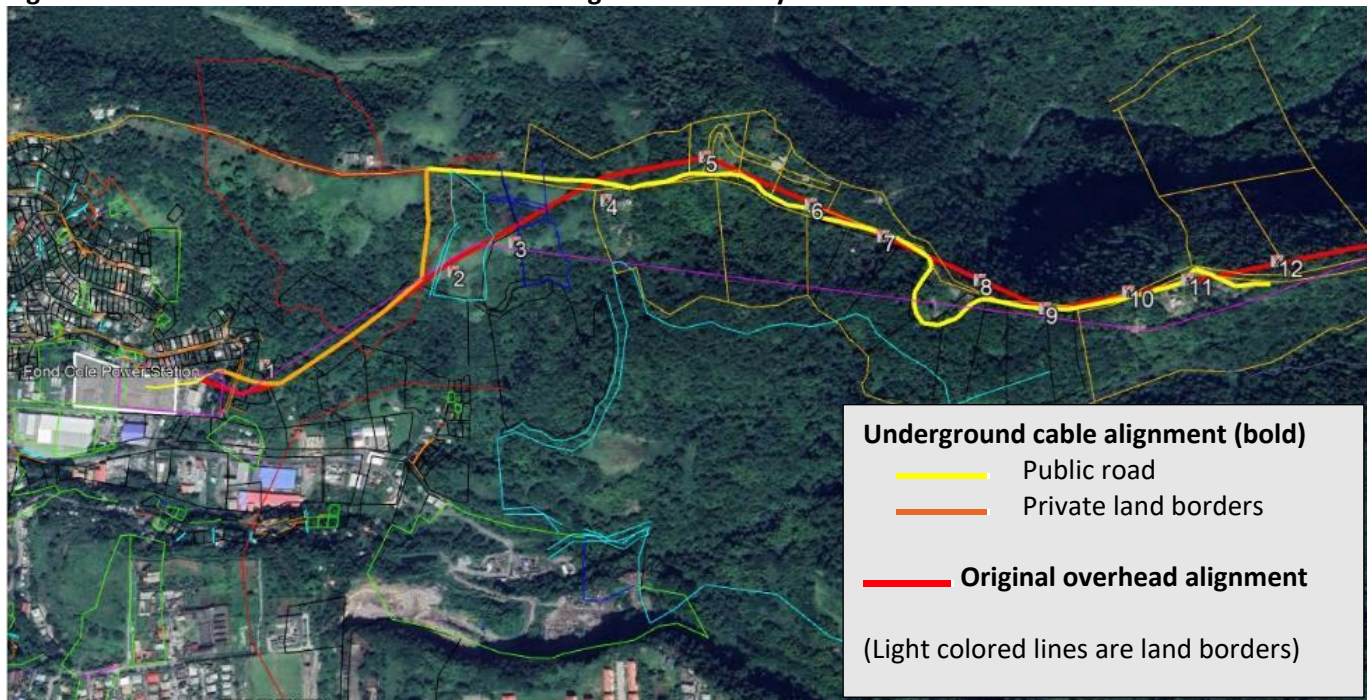 5
6
4
7
3
2
8
12
11
10
9
1
Fond Cole Power Station
Underground cable alignment (bold)
Public road
Private land borders
Original overhead alignment
(Light colored lines are land borders)